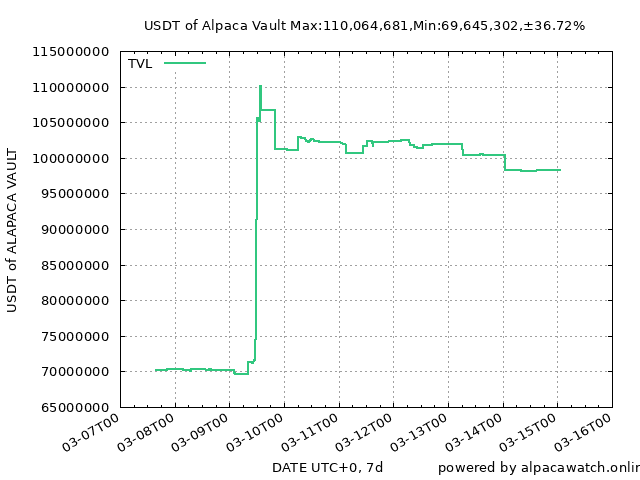 USDT of Alpaca Vault Max:110,064,681,Min:69,645,302,±36.72%
TVL
115000000
110000000
105000000
100000000
95000000
90000000
85000000
80000000
75000000
70000000
65000000
USDT of ALAPACA VAULT
03-07T00
03-08T00
03-09T00
03-10T00
03-11T00
03-12T00
03-13T00
03-14T00
03-15T00
03-16T00
DATE UTC+0, 7d
powered by alpacawatch.onlin